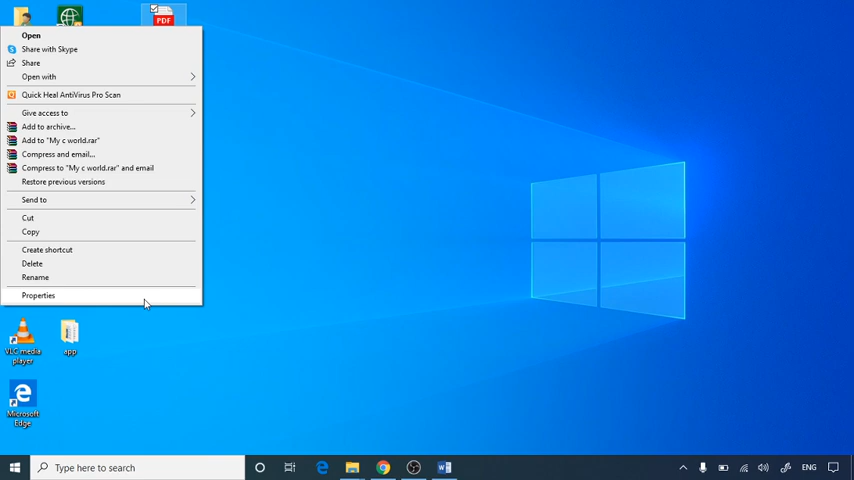 PDF
Open
Share with Skype
Share
Open with
Quick Heal AntiVirus Pro Scan
Give access to
Add to archive...
Add to "My c world.rar"
Compress and email...
Compress to "My c world.rar" and email
Restore previous versions
Send to
Cut
Copy
Create shortcut
Delete
Rename
Properties
VLC media
player
app
Microsoft
Edge
Type here to search
ENG